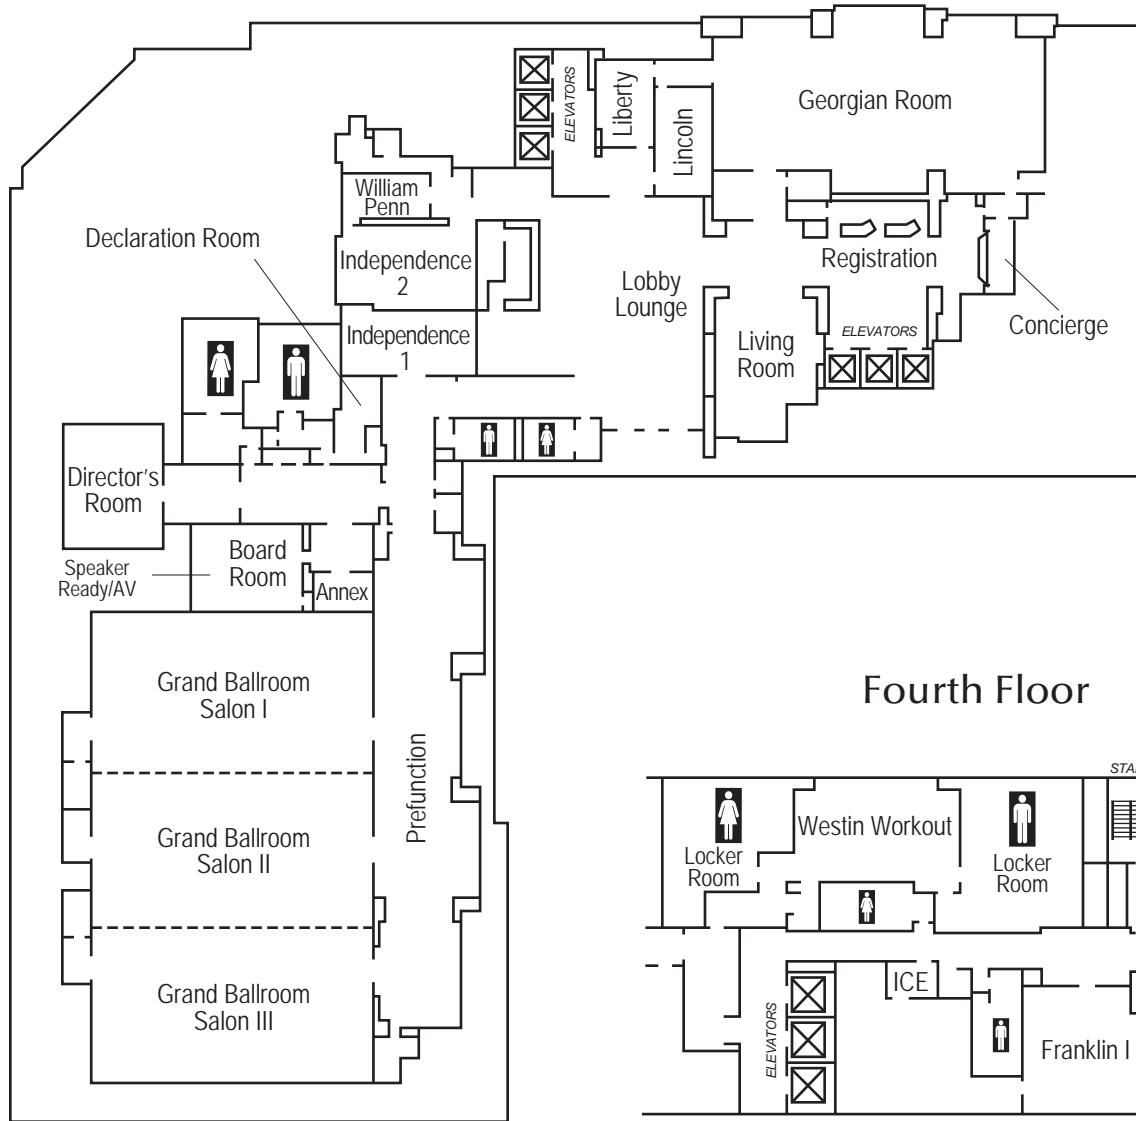 ELEVATORS
Liberty
Lincoln
Georgian Room
William
Penn
Declaration Room
Independence
2
Lobby
Lounge
Registration
Concierge
Independence
1
Living
Room
ELEVATORS
Director's
Room
Board
Room
Speaker
Ready/AV
Annex
Grand Ballroom
Salon I
Prefunction
Grand Ballroom
Salon II
Grand Ballroom
Salon III
Fourth Floor
Locker
Room
Westin Workout
Locker
Room
ICE
ELEVATORS
Franklin I